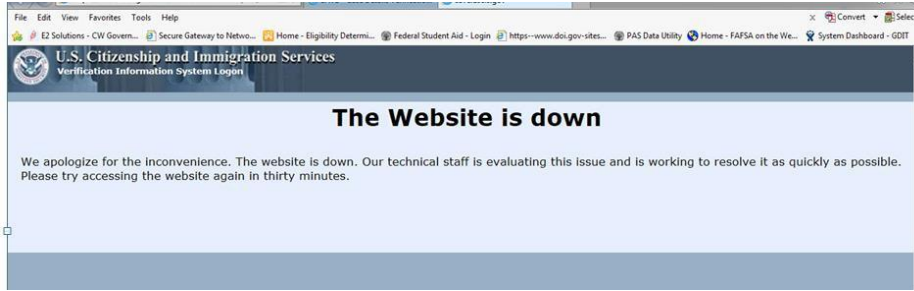 File Edit View Favorites Tools Help
x Convert Selec
E2 Solutions - CW Govern... Secure Gateway to Netwo... Home - Eligibility Determi... Federal Student Aid - Login https--www.doi.gov-sites... PAS Data Utility Home - FAFSA on the We... System Dashboard - GDIT
U.S. Citizenship and Immigration Services
Verification Information System Logon
The Website is down
We apologize for the inconvenience. The website is down. Our technical staff is evaluating this issue and is working to resolve it as quickly as possible.
Please try accessing the website again in thirty minutes.